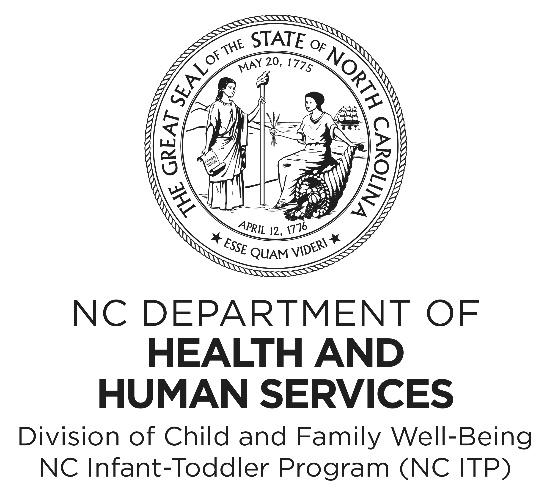 THE GREAT SEAL OF THE STATE OF NORTH CAROLINA
MAY 20, 1775
APRIL 12, 1776
★ ESSE QUAM VIDERI ★
NC DEPARTMENT OF
HEALTH AND
HUMAN SERVICES
Division of Child and Family Well-Being
NC Infant-Toddler Program (NC ITP)